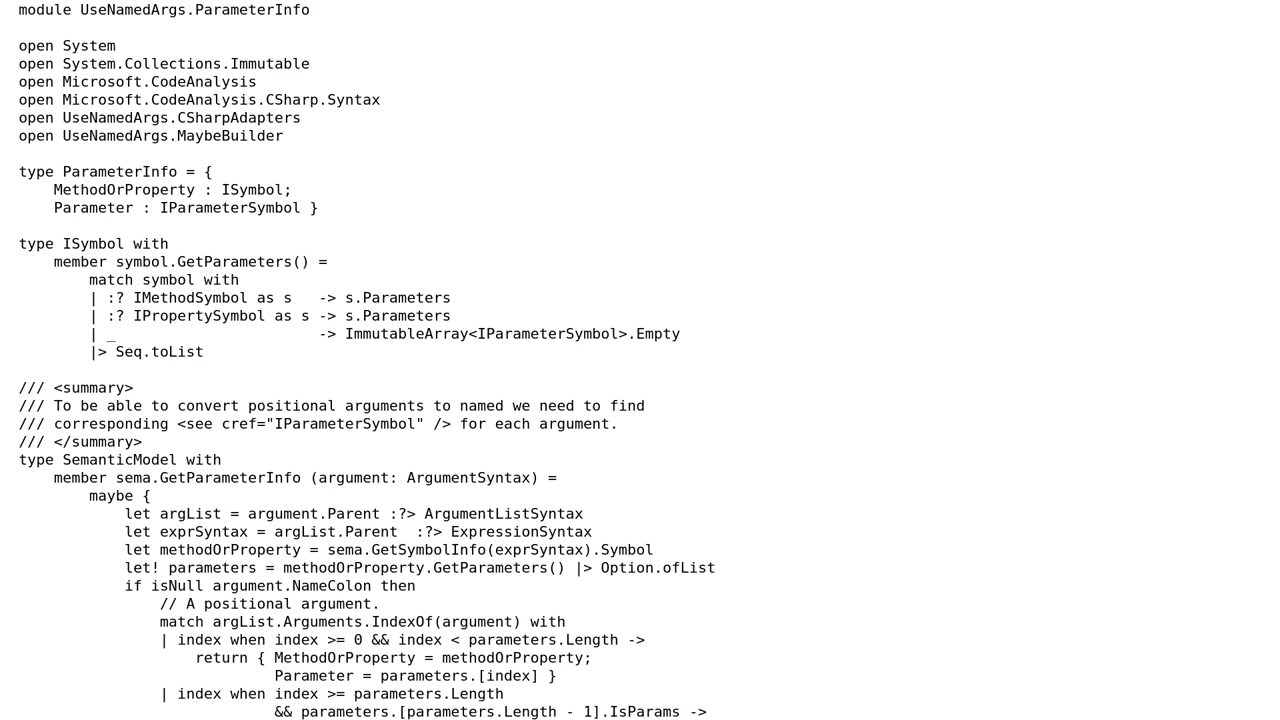 module UseNamedArgs.ParameterInfo

open System
open System.Collections.Immutable
open Microsoft.CodeAnalysis
open Microsoft.CodeAnalysis.CSharp.Syntax
open UseNamedArgs.CSharpAdapters
open UseNamedArgs.MaybeBuilder

type ParameterInfo = {
    MethodOrProperty : ISymbol;
    Parameter : IParameterSymbol }

type ISymbol with
    member symbol.GetParameters() =
        match symbol with
        | :? IMethodSymbol as s   -> s.Parameters
        | :? IPropertySymbol as s -> s.Parameters
        | _                       -> ImmutableArray<IParameterSymbol>.Empty
        |> Seq.toList

/// <summary>
/// To be able to convert positional arguments to named we need to find
/// corresponding <see cref="IParameterSymbol" /> for each argument.
/// </summary>
type SemanticModel with
    member sema.GetParameterInfo (argument: ArgumentSyntax) =
        maybe {
            let argList = argument.Parent :?> ArgumentListSyntax
            let exprSyntax = argList.Parent  :?> ExpressionSyntax
            let methodOrProperty = sema.GetSymbolInfo(exprSyntax).Symbol
            let! parameters = methodOrProperty.GetParameters() |> Option.ofList
            if isNull argument.NameColon then
                // A positional argument.
                match argList.Arguments.IndexOf(argument) with
                | index when index >= 0 && index < parameters.Length ->
                    return { MethodOrProperty = methodOrProperty;
                             Parameter = parameters.[index] }
                | index when index >= parameters.Length
                             && parameters.[parameters.Length - 1].IsParams ->